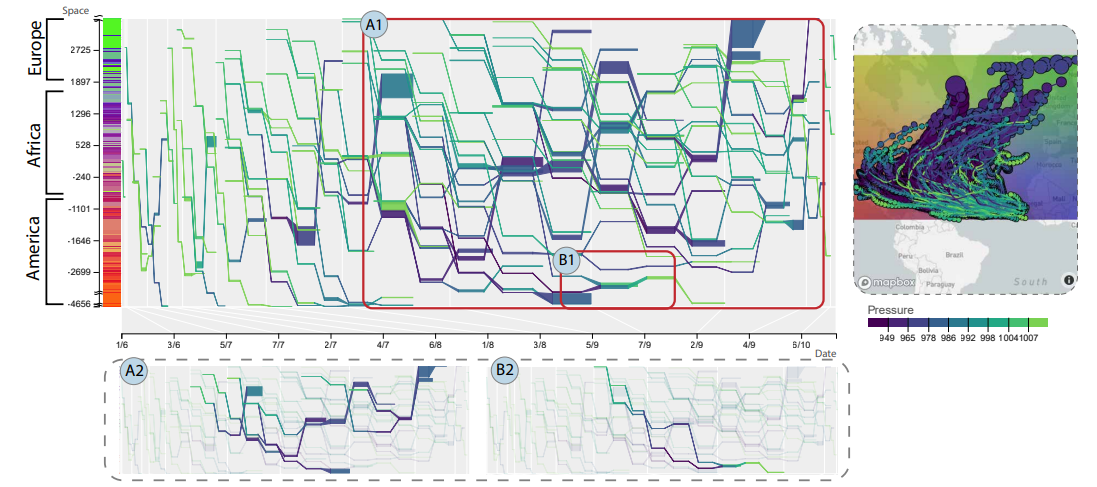 Space
Europe
Africa
America
2725
1897
1296
528
-240
-1101
-1646
-2699
-4656
A1
B1
1/6
3/6
5/7
7/7
2/7
4/7
6/8
1/8
3/8
5/9
7/9
2/9
4/9
8/10
Date
A2
B2
Morocco
Mali
Colombia
Peru
Brazil
Bolivia
Paraguay
South
mapbox
Pressure
949 965 978 986 992 998 1004 1007